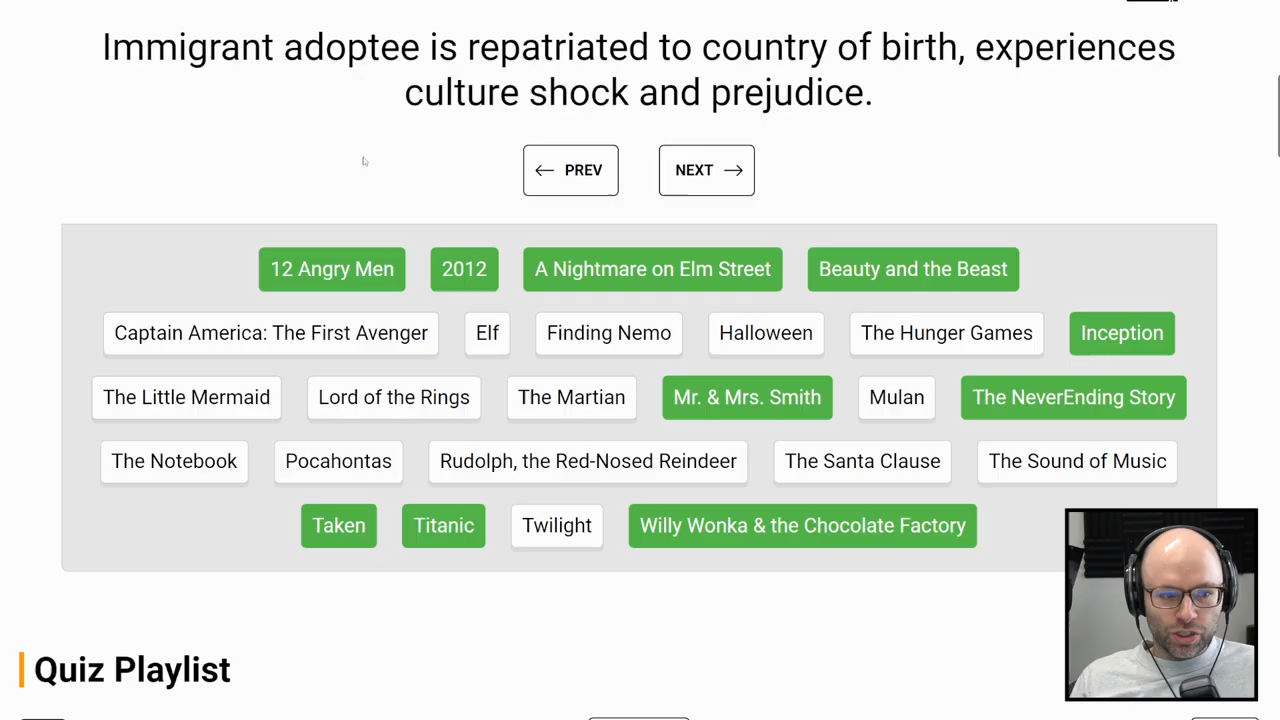 Immigrant adoptee is repatriated to country of birth, experiences
culture shock and prejudice.
← PREV
NEXT →
12 Angry Men
2012
A Nightmare on Elm Street
Beauty and the Beast
Captain America: The First Avenger
Elf
Finding Nemo
Halloween
The Hunger Games
Inception
The Little Mermaid
Lord of the Rings
The Martian
Mr. & Mrs. Smith
Mulan
The NeverEnding Story
The Notebook
Pocahontas
Rudolph, the Red-Nosed Reindeer
The Santa Clause
The Sound of Music
Taken
Titanic
Twilight
Willy Wonka & the Chocolate Factory
Quiz Playlist